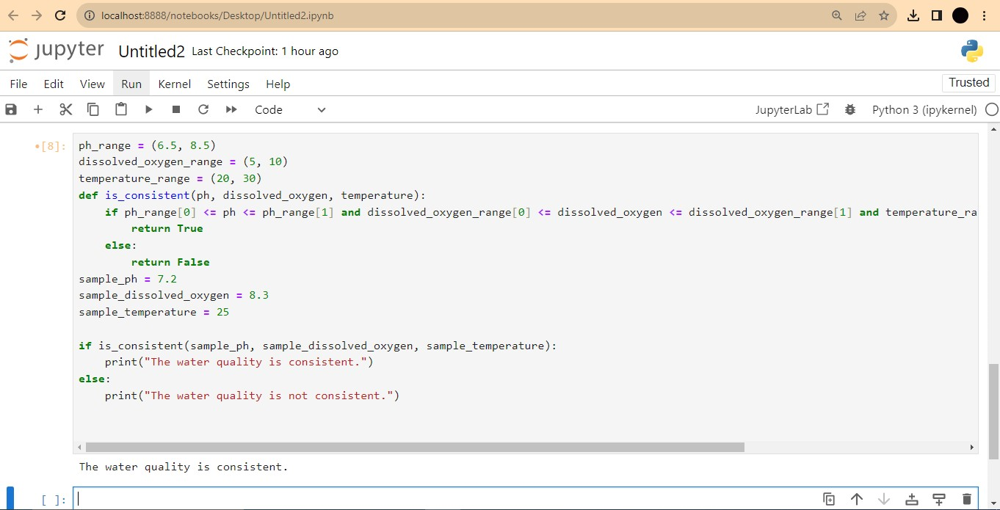 localhost:8888/notebooks/Desktop/Untitled2.ipynb
jupyter Untitled2 Last Checkpoint: 1 hour ago
File Edit View Run Kernel Settings Help Trusted
Code JupyterLab Python 3 (ipykernel)
•[8]: ph_range = (6.5, 8.5)
dissolved_oxygen_range = (5, 10)
temperature_range = (20, 30)
def is_consistent(ph, dissolved_oxygen, temperature):
    if ph_range[0] <= ph <= ph_range[1] and dissolved_oxygen_range[0] <= dissolved_oxygen <= dissolved_oxygen_range[1] and temperature_ra
        return True
    else:
        return False
sample_ph = 7.2
sample_dissolved_oxygen = 8.3
sample_temperature = 25
if is_consistent(sample_ph, sample_dissolved_oxygen, sample_temperature):
    print("The water quality is consistent.")
else:
    print("The water quality is not consistent.")
The water quality is consistent.
[ ]: